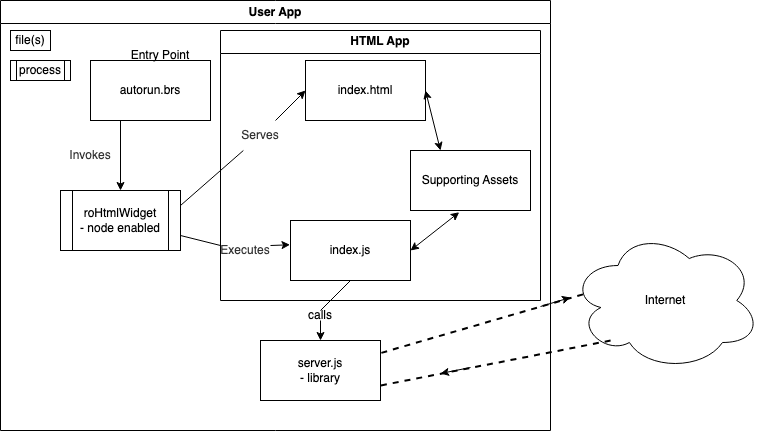 User App
file(s)
HTML App
Entry Point
process
autorun.brs
index.html
Serves
Invokes
Supporting Assets
roHtmlWidget
- node enabled
Executes
index.js
Internet
calls
server.js
- library